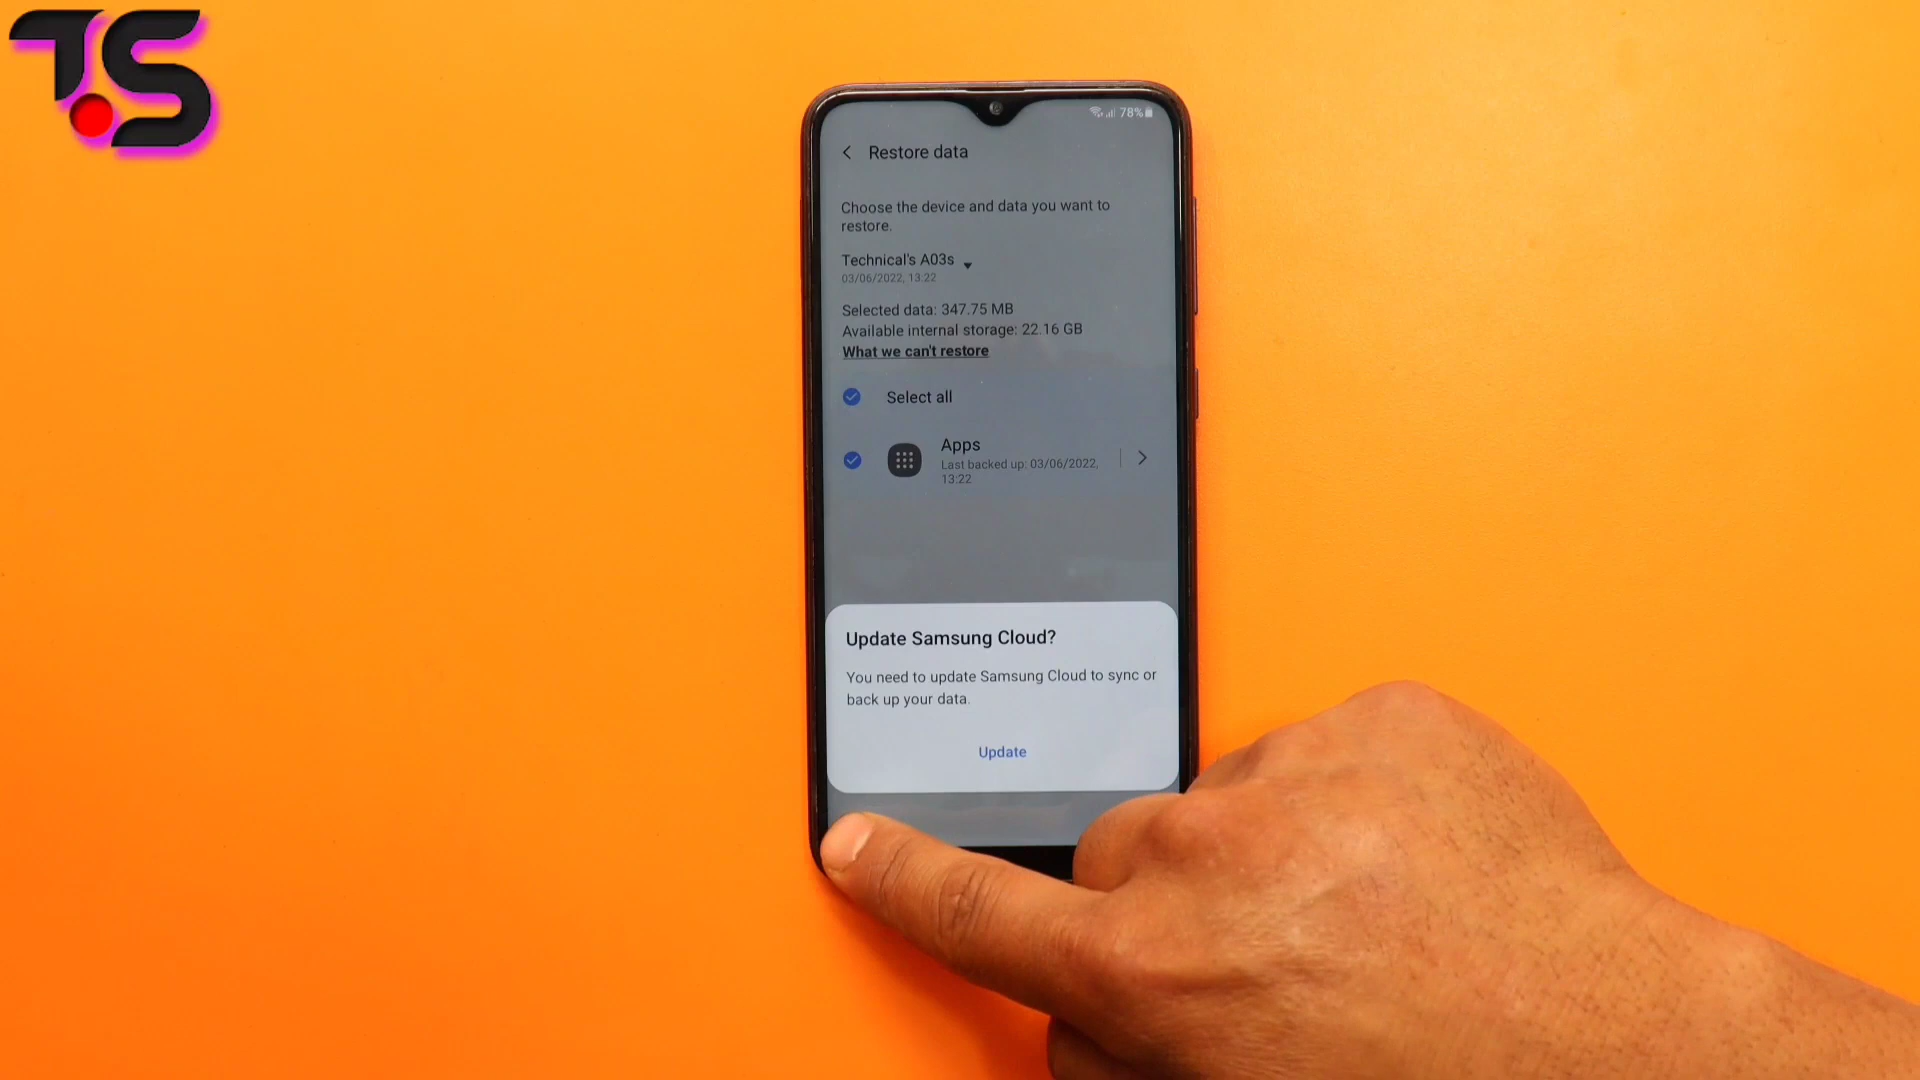 T.S
78%
Restore data
Choose the device and data you want to
restore.
Technical's A03s
03/06/2022, 13:22
Selected data: 347.75 MB
Available internal storage: 22.16 GB
What we can't restore
Select all
Apps
Last backed up: 03/06/2022,
13:22
Update Samsung Cloud?
You need to update Samsung Cloud to sync or
back up your data.
Update